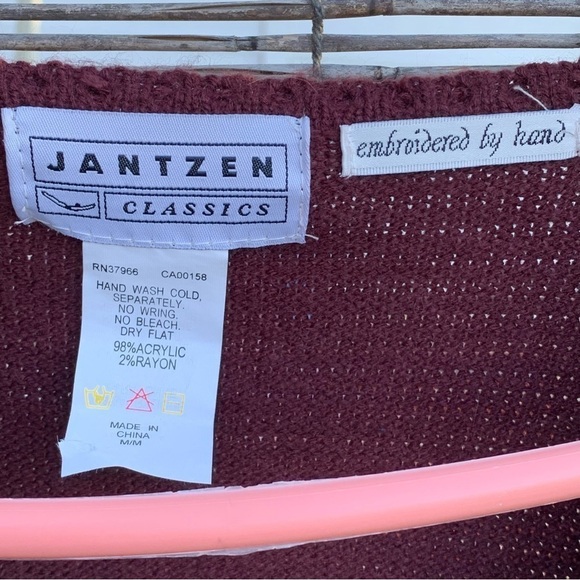 JANTZEN
CLASSICS
embroidered by hand
RN37966 CA00158
HAND WASH COLD,
SEPARATELY.
NO WRING.
NO BLEACH.
DRY FLAT
98%ACRYLIC
2%RAYON
MADE IN
CHINA
M/M